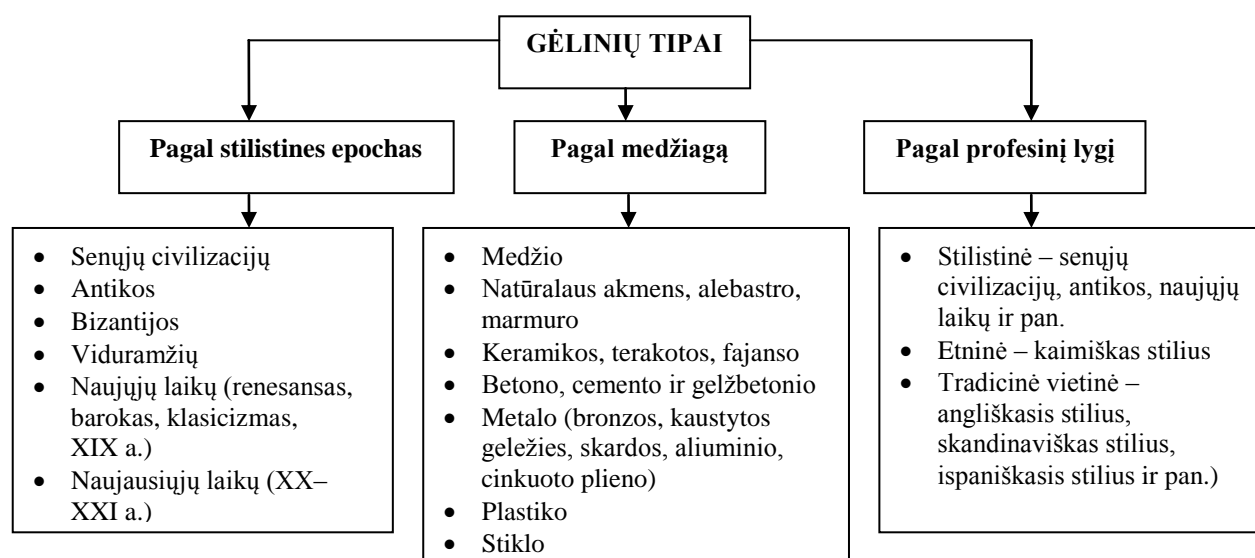 GĖLINIŲ TIPAI
Pagal stilistines epochas
Pagal medžiagą
Pagal profesinį lygį
• Senųjų civilizacijų
• Antikos
• Bizantijos
• Viduramžių
• Naujųjų laikų (renesansas,
barokas, klasicizmas,
XIX a.)
• Naujausiųjų laikų (XX–
XXI a.)
• Medžio
• Natūralaus akmens, alebastro,
marmuro
• Keramikos, terakotos, fajanso
• Betono, cemento ir gelžbetonio
• Metalo (bronzos, kaustytos
geležies, skardos, aliuminio,
cinkuoto plieno)
• Plastiko
• Stiklo
• Stilistinė – senųjų
civilizacijų, antikos, naujųjų
laikų ir pan.
• Etninė – kaimiškas stilius
• Tradicinė vietinė –
angliškasis stilius,
skandinaviškas stilius,
ispaniškasis stilius ir pan.)